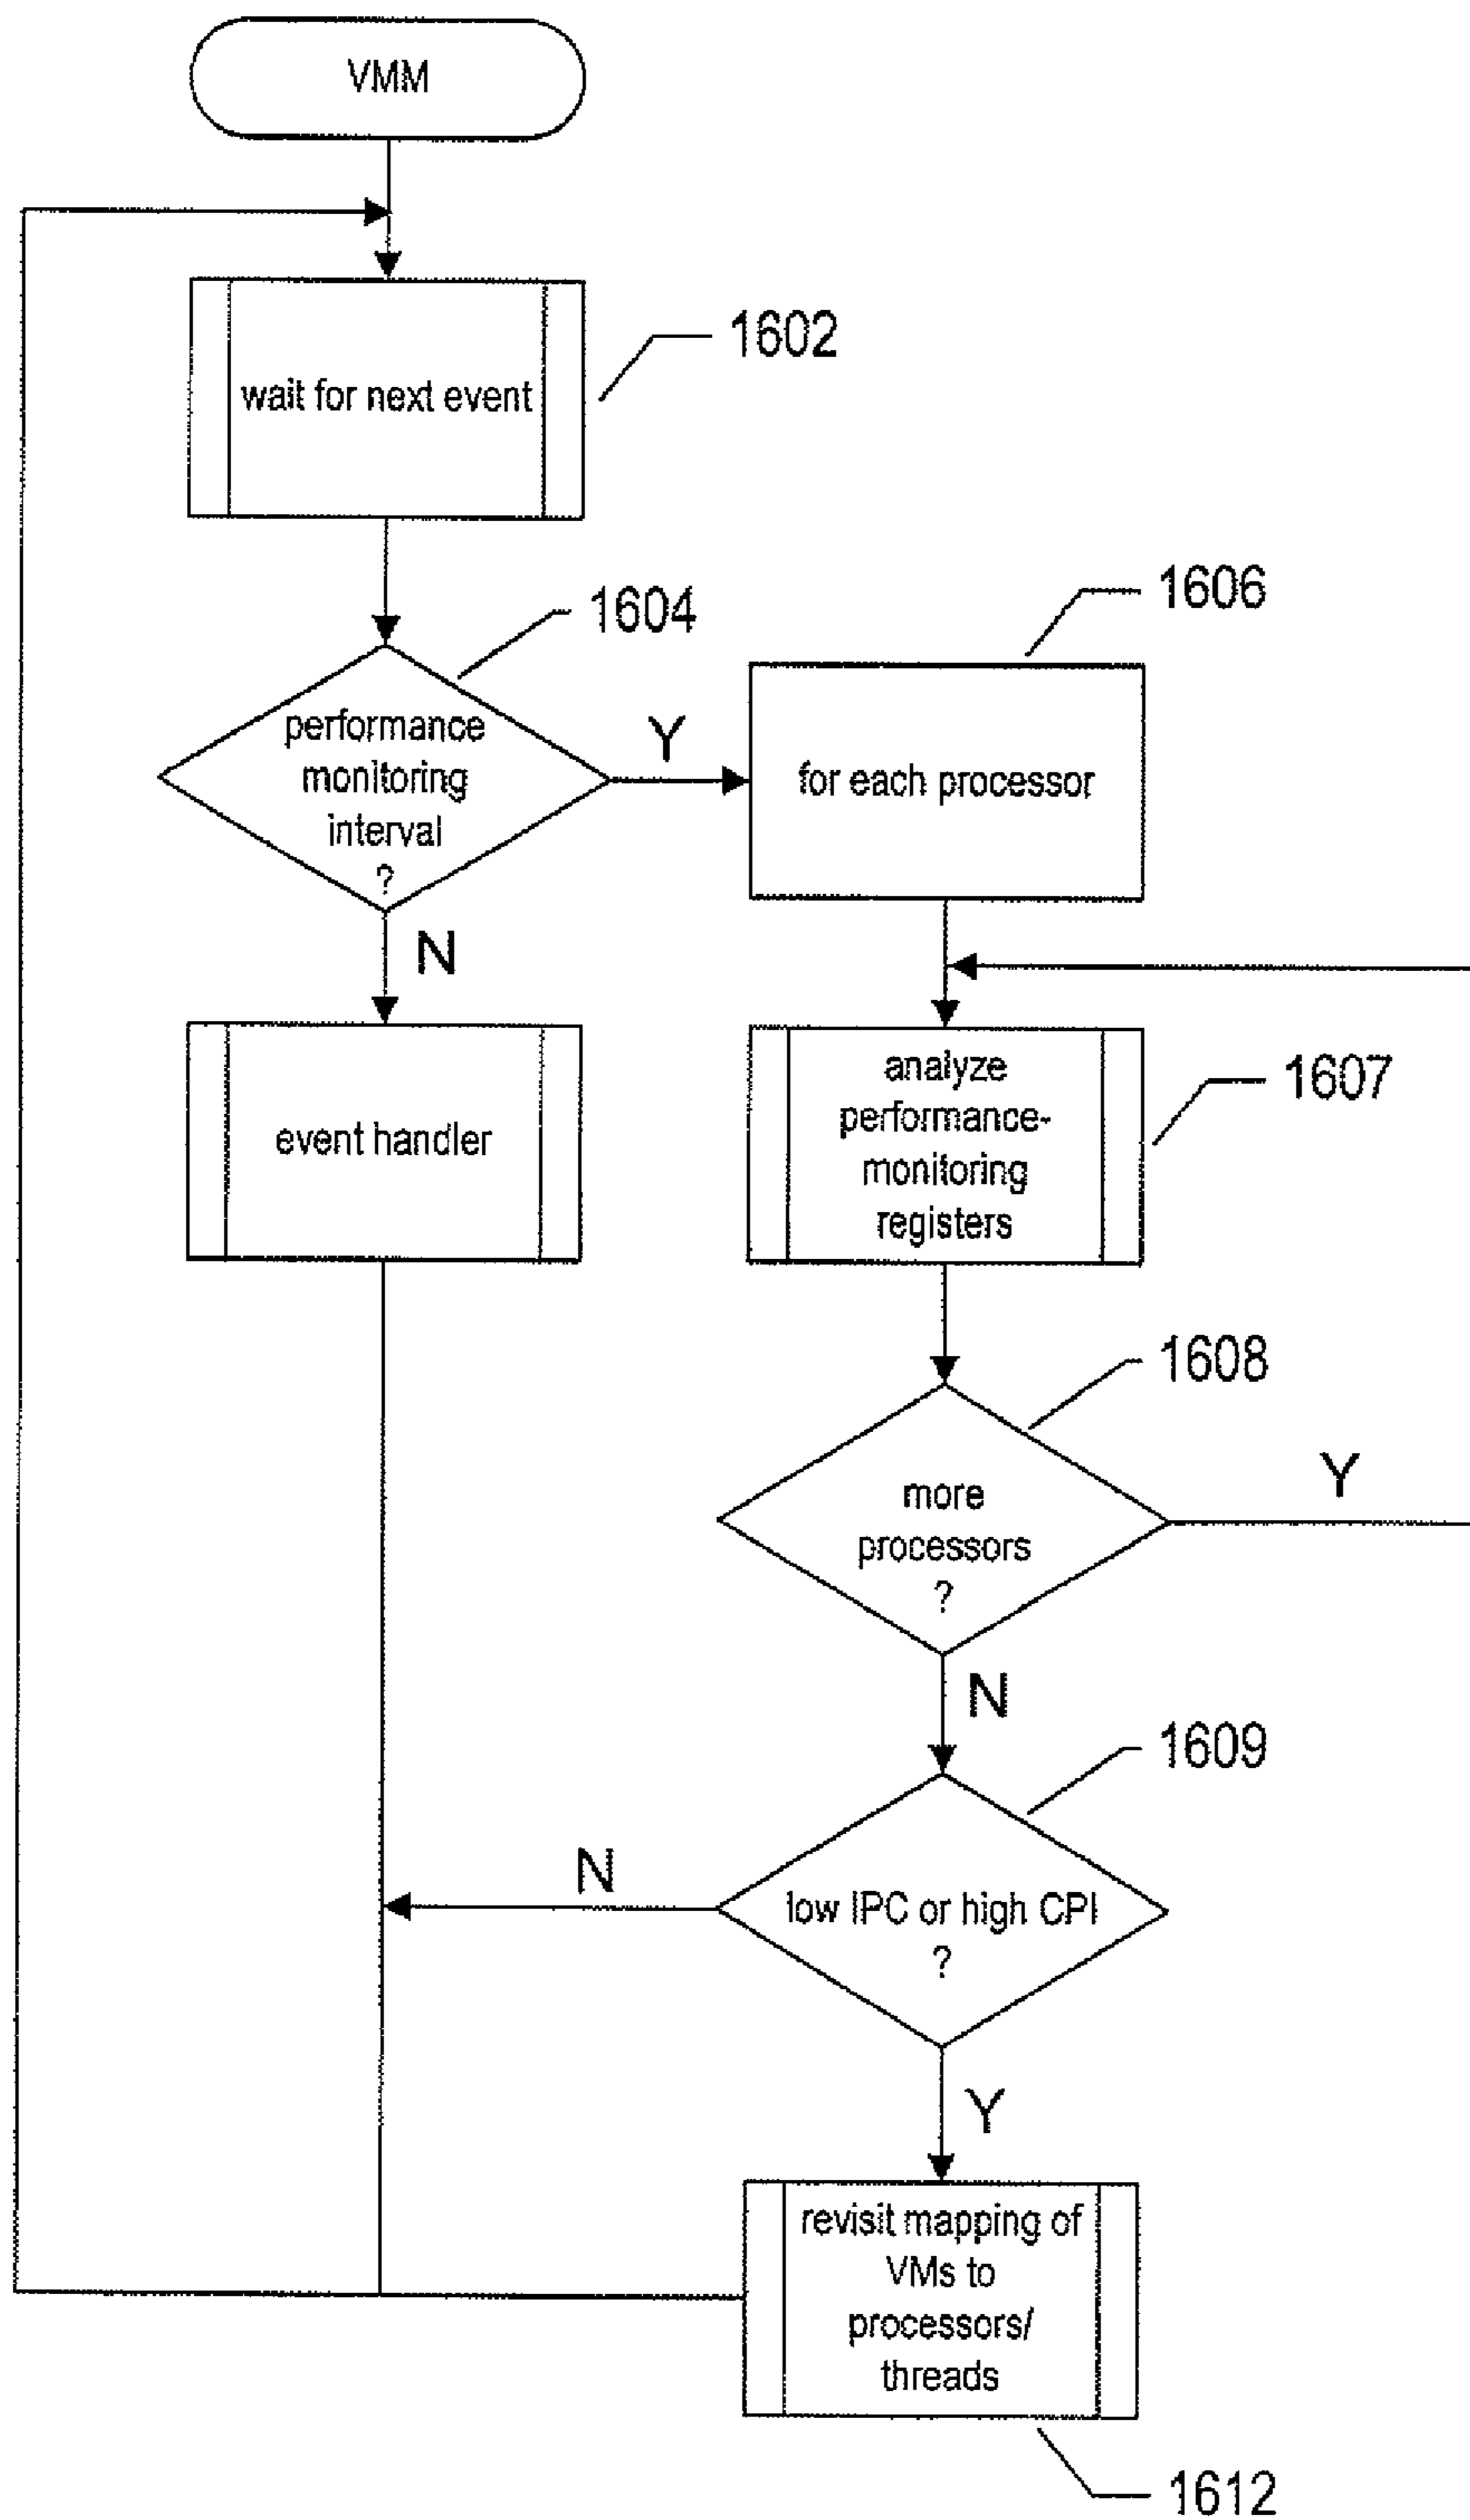 VMM
wait for next event
1602
1604
performance
monitoring
interval
?
Y
N
1606
for each processor
event handler
analyze
performance-
monitoring
registers
1607
1608
more
processors
?
Y
N
1609
low IPC or high CPI
?
N
Y
revisit mapping of
VMs to
processors/
threads
1612